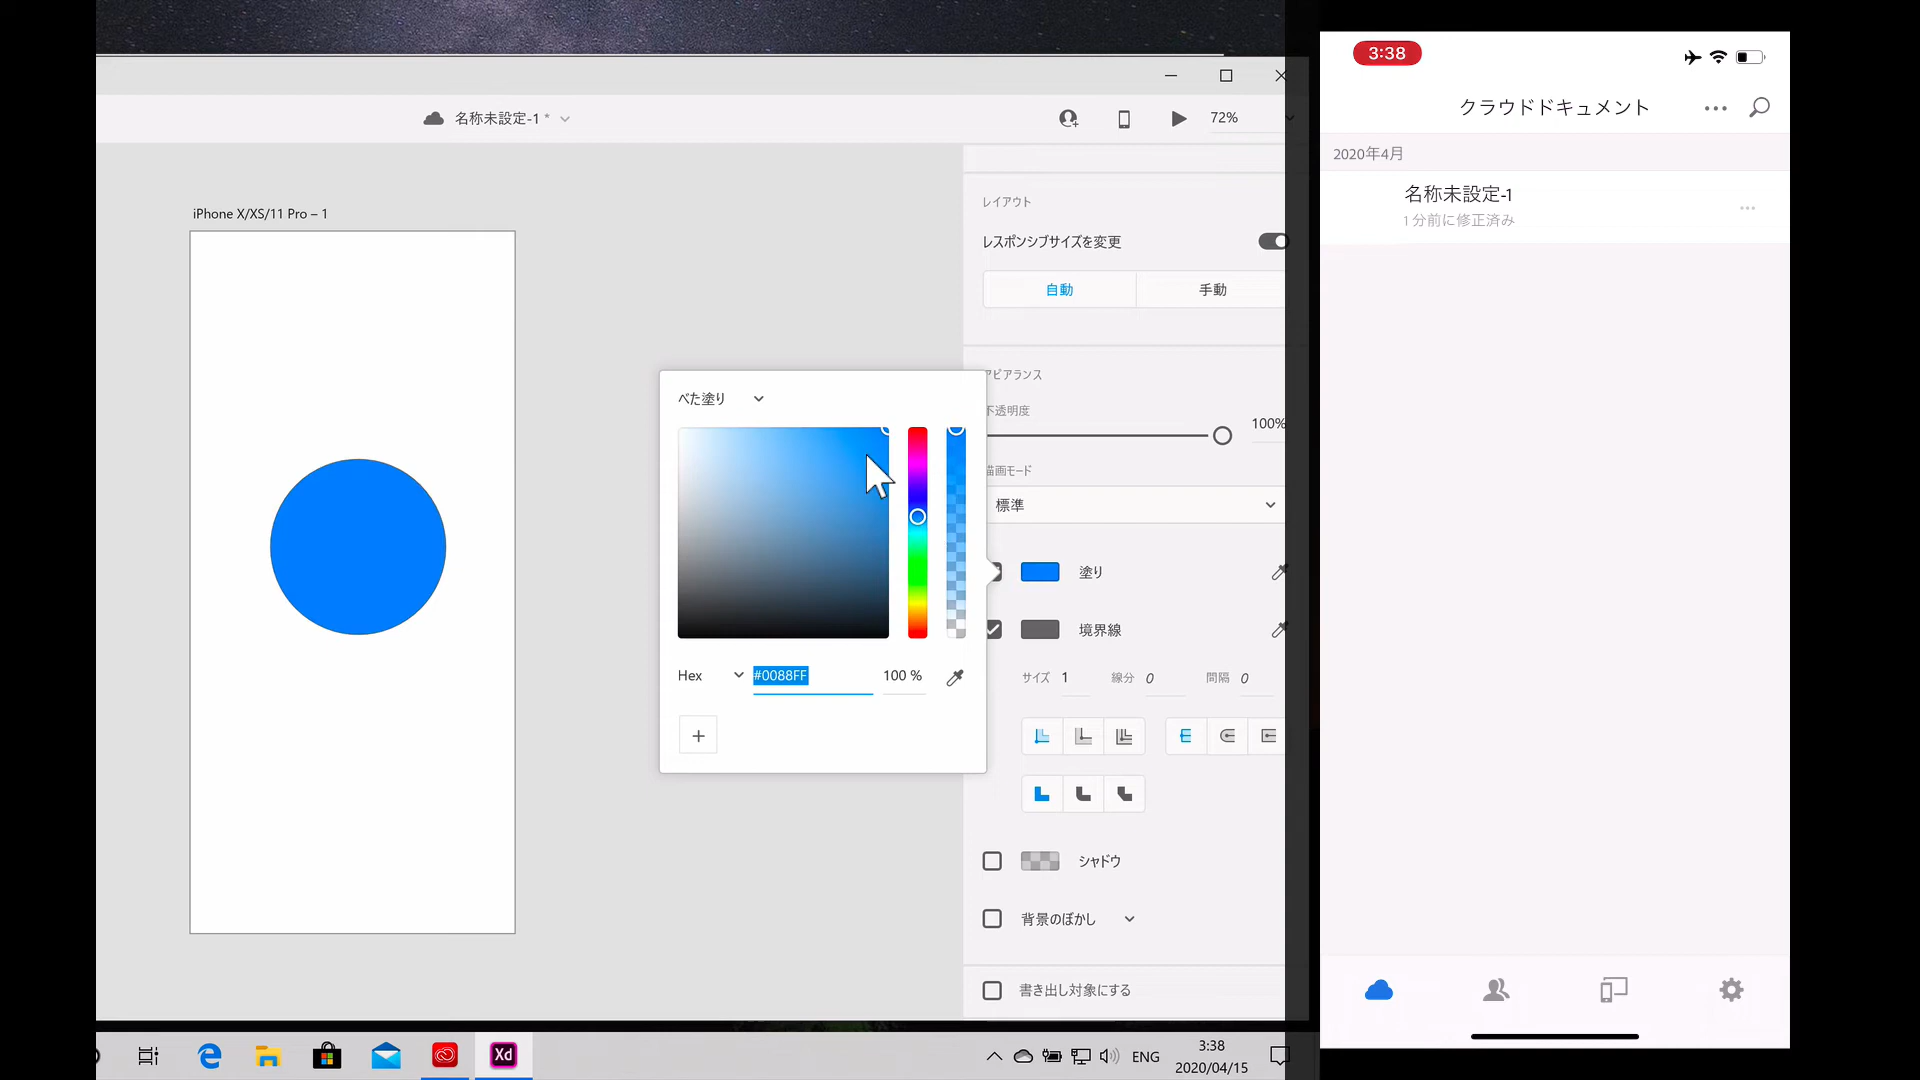 名称未設定-1 *
72%
iPhone X/XS/11 Pro – 1
レイアウト
レスポンシブサイズを変更
自動
手動
アピアランス
不透明度
100%
描画モード
標準
べた塗り
Hex
#0088FF
100 %
塗り
境界線
サイズ 1 線分 0 間隔 0
シャドウ
背景のぼかし
書き出し対象にする
Xd
ENG
3:38
2020/04/15
3:38
クラウドドキュメント
2020年4月
名称未設定-1
1 分前に修正済み